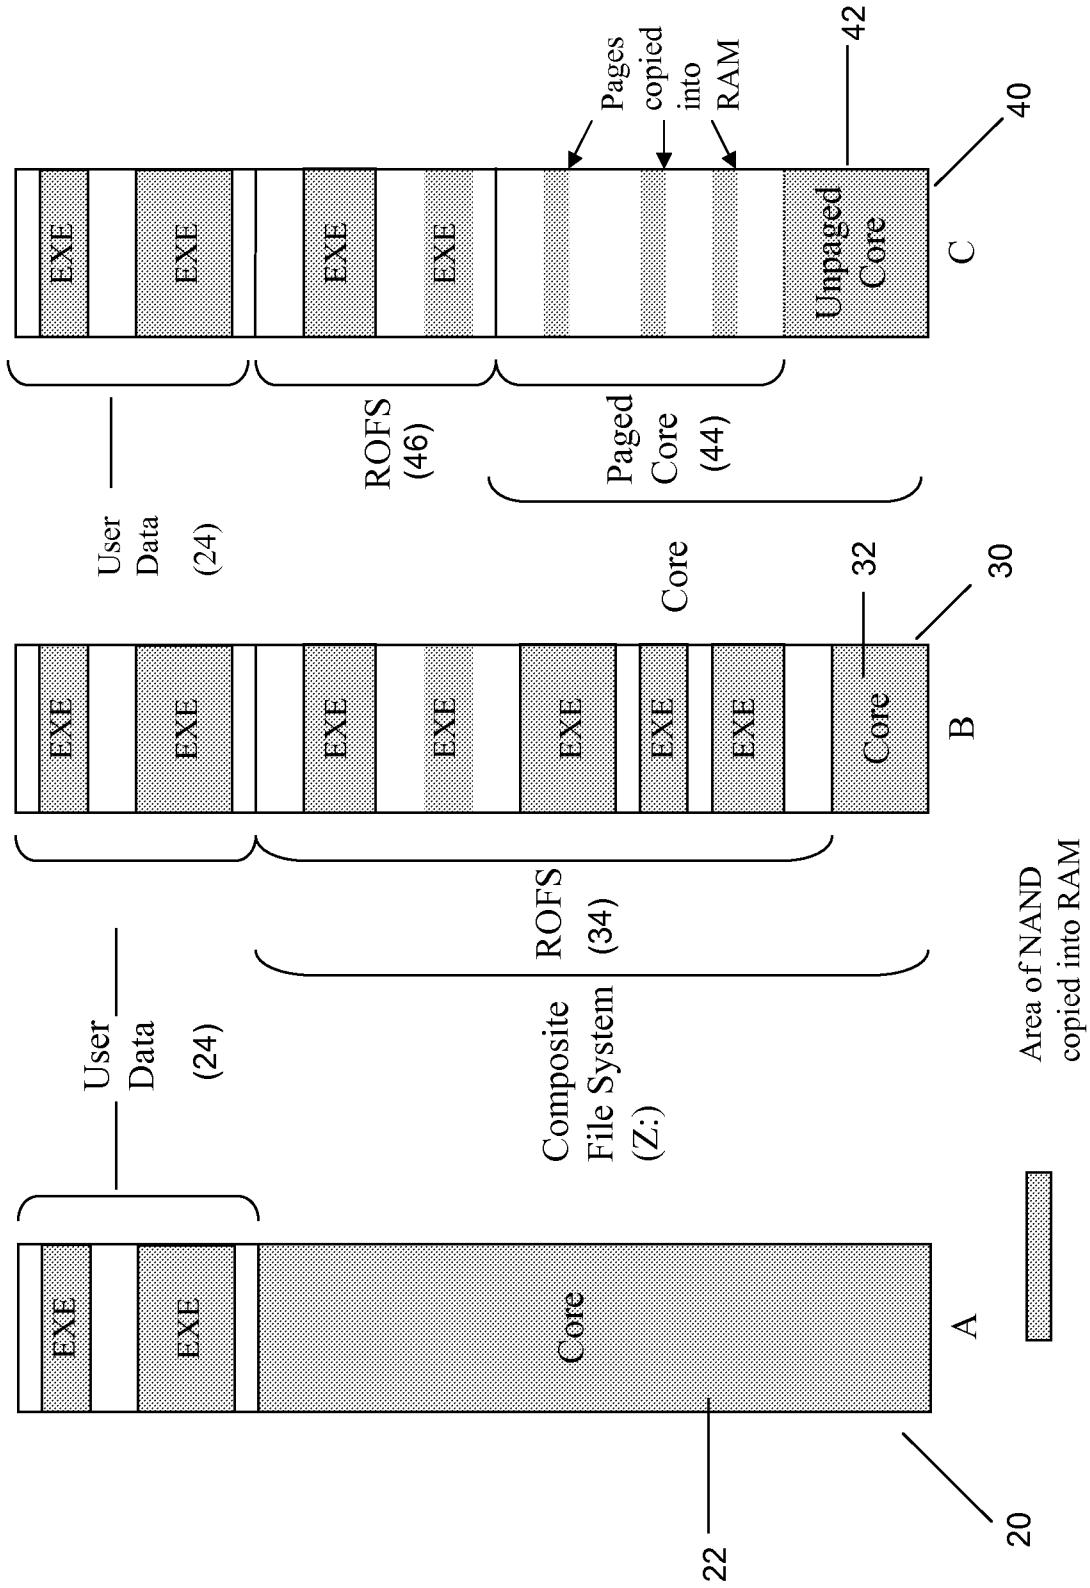 User
Data
(24)
EXE
EXE
Core
22
20
A
Composite
File System
(Z:)
ROFS
(34)
EXE
EXE
EXE
EXE
EXE
EXE
EXE
Core
32
30
B
User
Data
(24)
ROFS
(46)
Paged
Core
(44)
Core
EXE
EXE
EXE
EXE
Unpaged
Core
Pages
copied
into
RAM
42
40
C
Area of NAND
copied into RAM